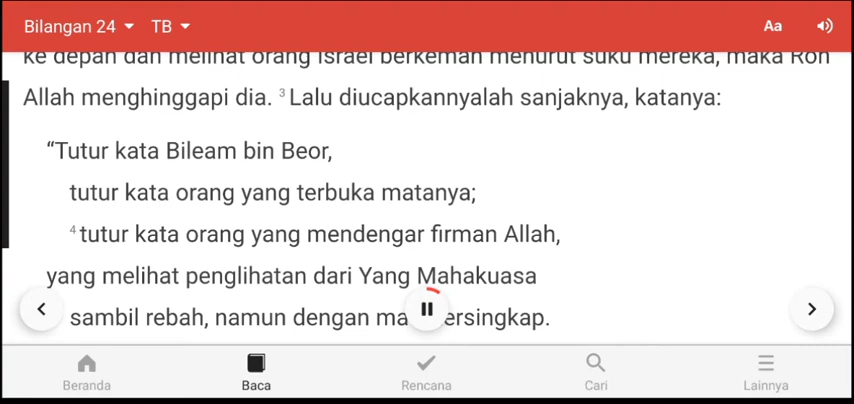 Bilangan 24 TB Aa
ke depan dan melihat orang Israel berkemah menurut suku mereka, maka Roh
Allah menghinggapi dia. 3 Lalu diucapkannyalah sanjaknya, katanya:
“Tutur kata Bileam bin Beor,
tutur kata orang yang terbuka matanya;
4 tutur kata orang yang mendengar firman Allah,
yang melihat penglihatan dari Yang Mahakuasa
sambil rebah, namun dengan ma ersingkap.
Beranda Baca Rencana Cari Lainnya